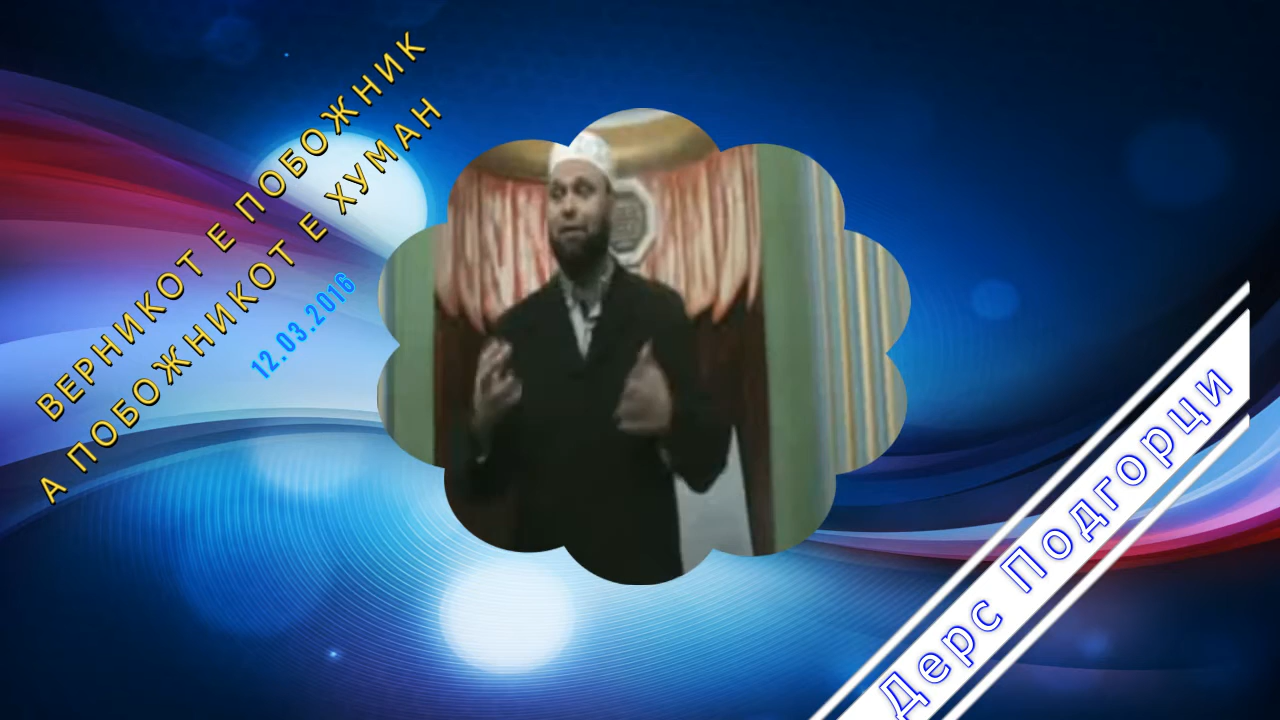 ВЕРНИКОТ Е ПОБОЖНИК
А ПОБОЖНИКОТ Е ХУМАН
12.03.2016
Дерс Подгорци